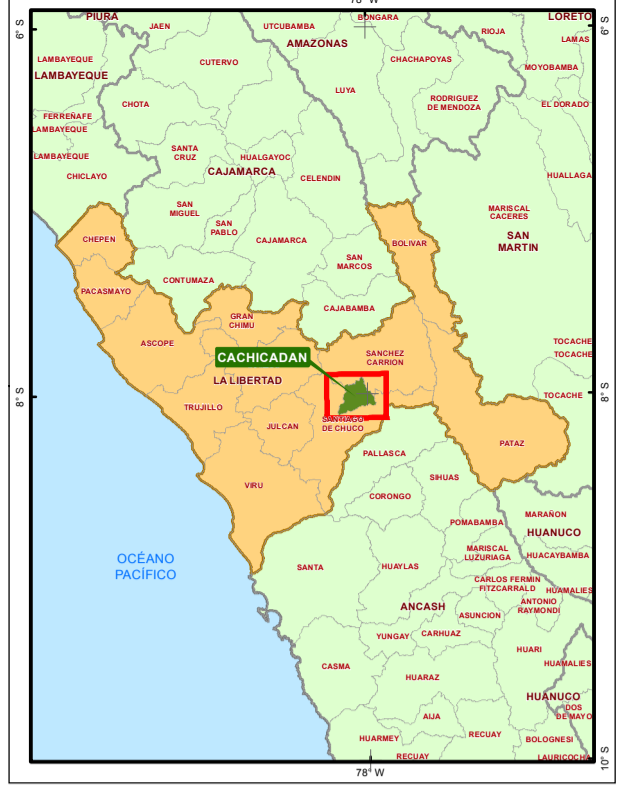 78° W
PIURA
BONGARA
LORETO
6° S
JAEN
UTCUBAMBA
RIOJA
6° S
AMAZONAS
LAMAS
LAMBAYEQUE
CUTERVO
CHACHAPOYAS
MOYOBAMBA
LAMBAYEQUE
LUYA
CHOTA
RODRIGUEZ
DE MENDOZA
EL DORADO
FERREÑAFE
LAMBAYEQUE
SANTA
CRUZ
HUALGAYOC
LAMBAYEQUE
CAJAMARCA
CHICLAYO
CELENDIN
HUALLAGA
SAN
MIGUEL
MARISCAL
CACERES
SAN
PABLO
SAN
MARTIN
CHEPEN
CAJAMARCA
BOLIVAR
SAN
MARCOS
CONTUMAZA
PACASMAYO
CAJABAMBA
GRAN
CHIMU
ASCOPE
TOCACHE
TOCACHE
CACHICADAN
SANCHEZ
CARRION
LA LIBERTAD
8° S
TOCACHE
8° S
TRUJILLO
SANTIAGO
DE CHUCO
JULCAN
PATAZ
PALLASCA
SIHUAS
VIRU
CORONGO
MARAÑON
POMABAMBA
HUANUCO
OCÉANO
PACÍFICO
MARISCAL
LUZURIAGA
HUACAYBAMBA
SANTA
HUAYLAS
CARLOS FERMIN
FITZCARRALD
HUAMALIES
ANCASH
ANTONIO
RAYMONDI
ASUNCION
YUNGAY
CARHUAZ
HUARI
CASMA
HUAMALIES
HUARAZ
HUANUCO
DOS
DE MAYO
AIJA
HUARMEY
RECUAY
BOLOGNESI
RECUAY
LAURICOCHA
10° S
78° W